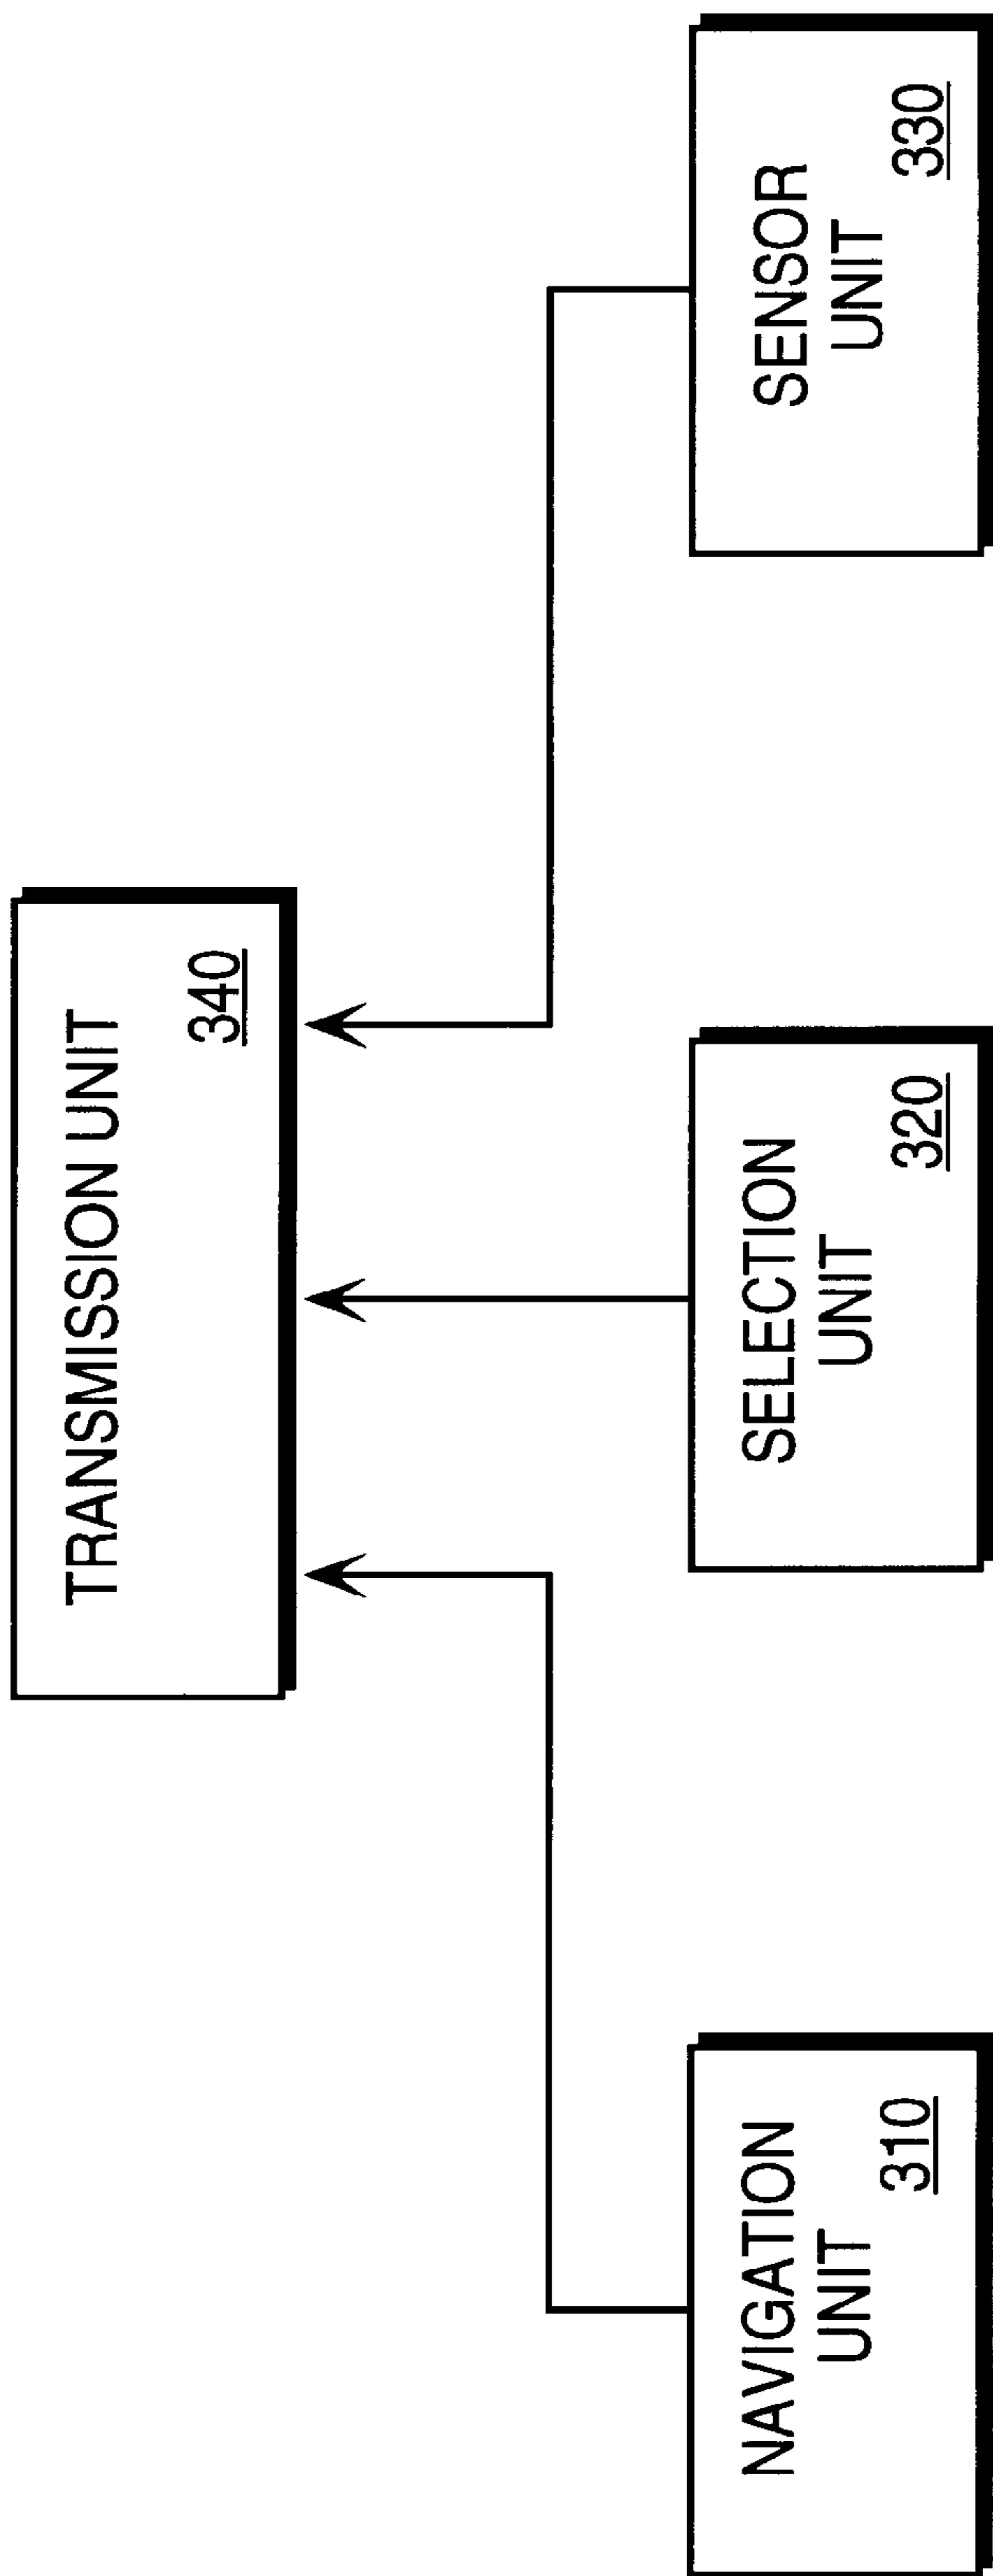 TRANSMISSION UNIT
340
NAVIGATION
UNIT
310
SELECTION
UNIT
320
SENSOR
UNIT
330